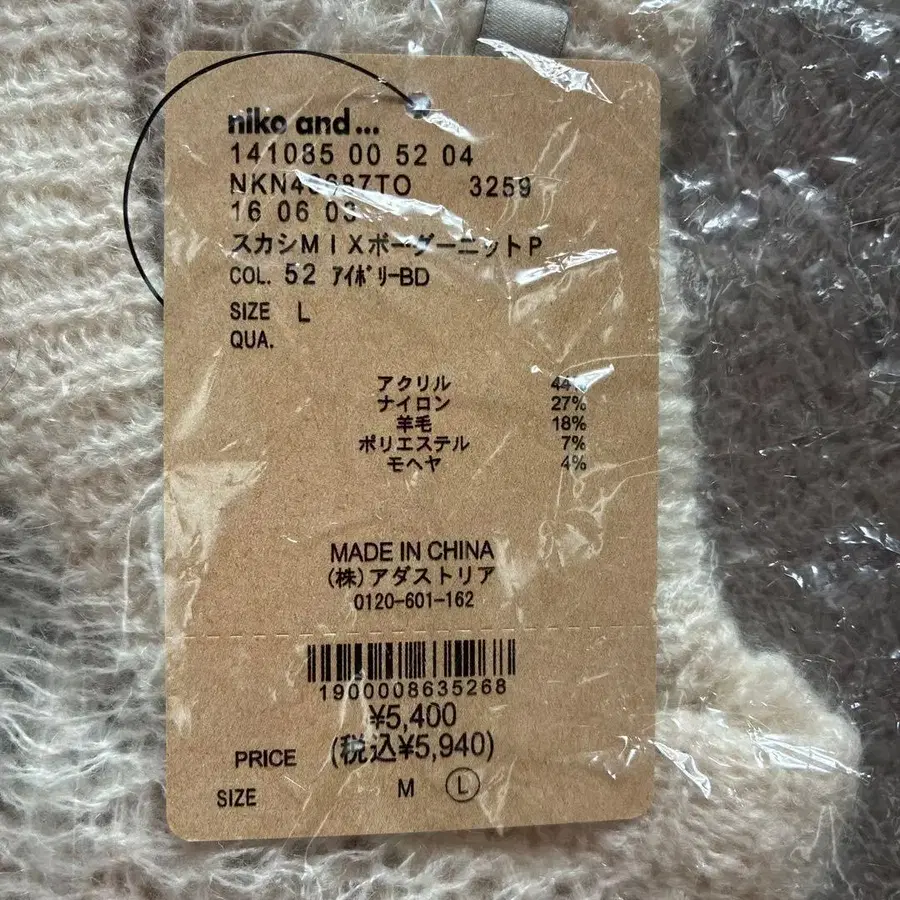 niko and ...
141085 00 52 04
3259
16 06 03
スカシMIXボーダーニットP
COL. 52 アイボリーBD
SIZE L
QUA.
アクリル 44%
ナイロン 27%
羊毛 18%
ポリエステル 7%
モヘヤ 4%
MADE IN CHINA
(株)アダストリア
0120-601-162
1900008635268
¥5,400
PRICE (税込¥5,940)
SIZE M L